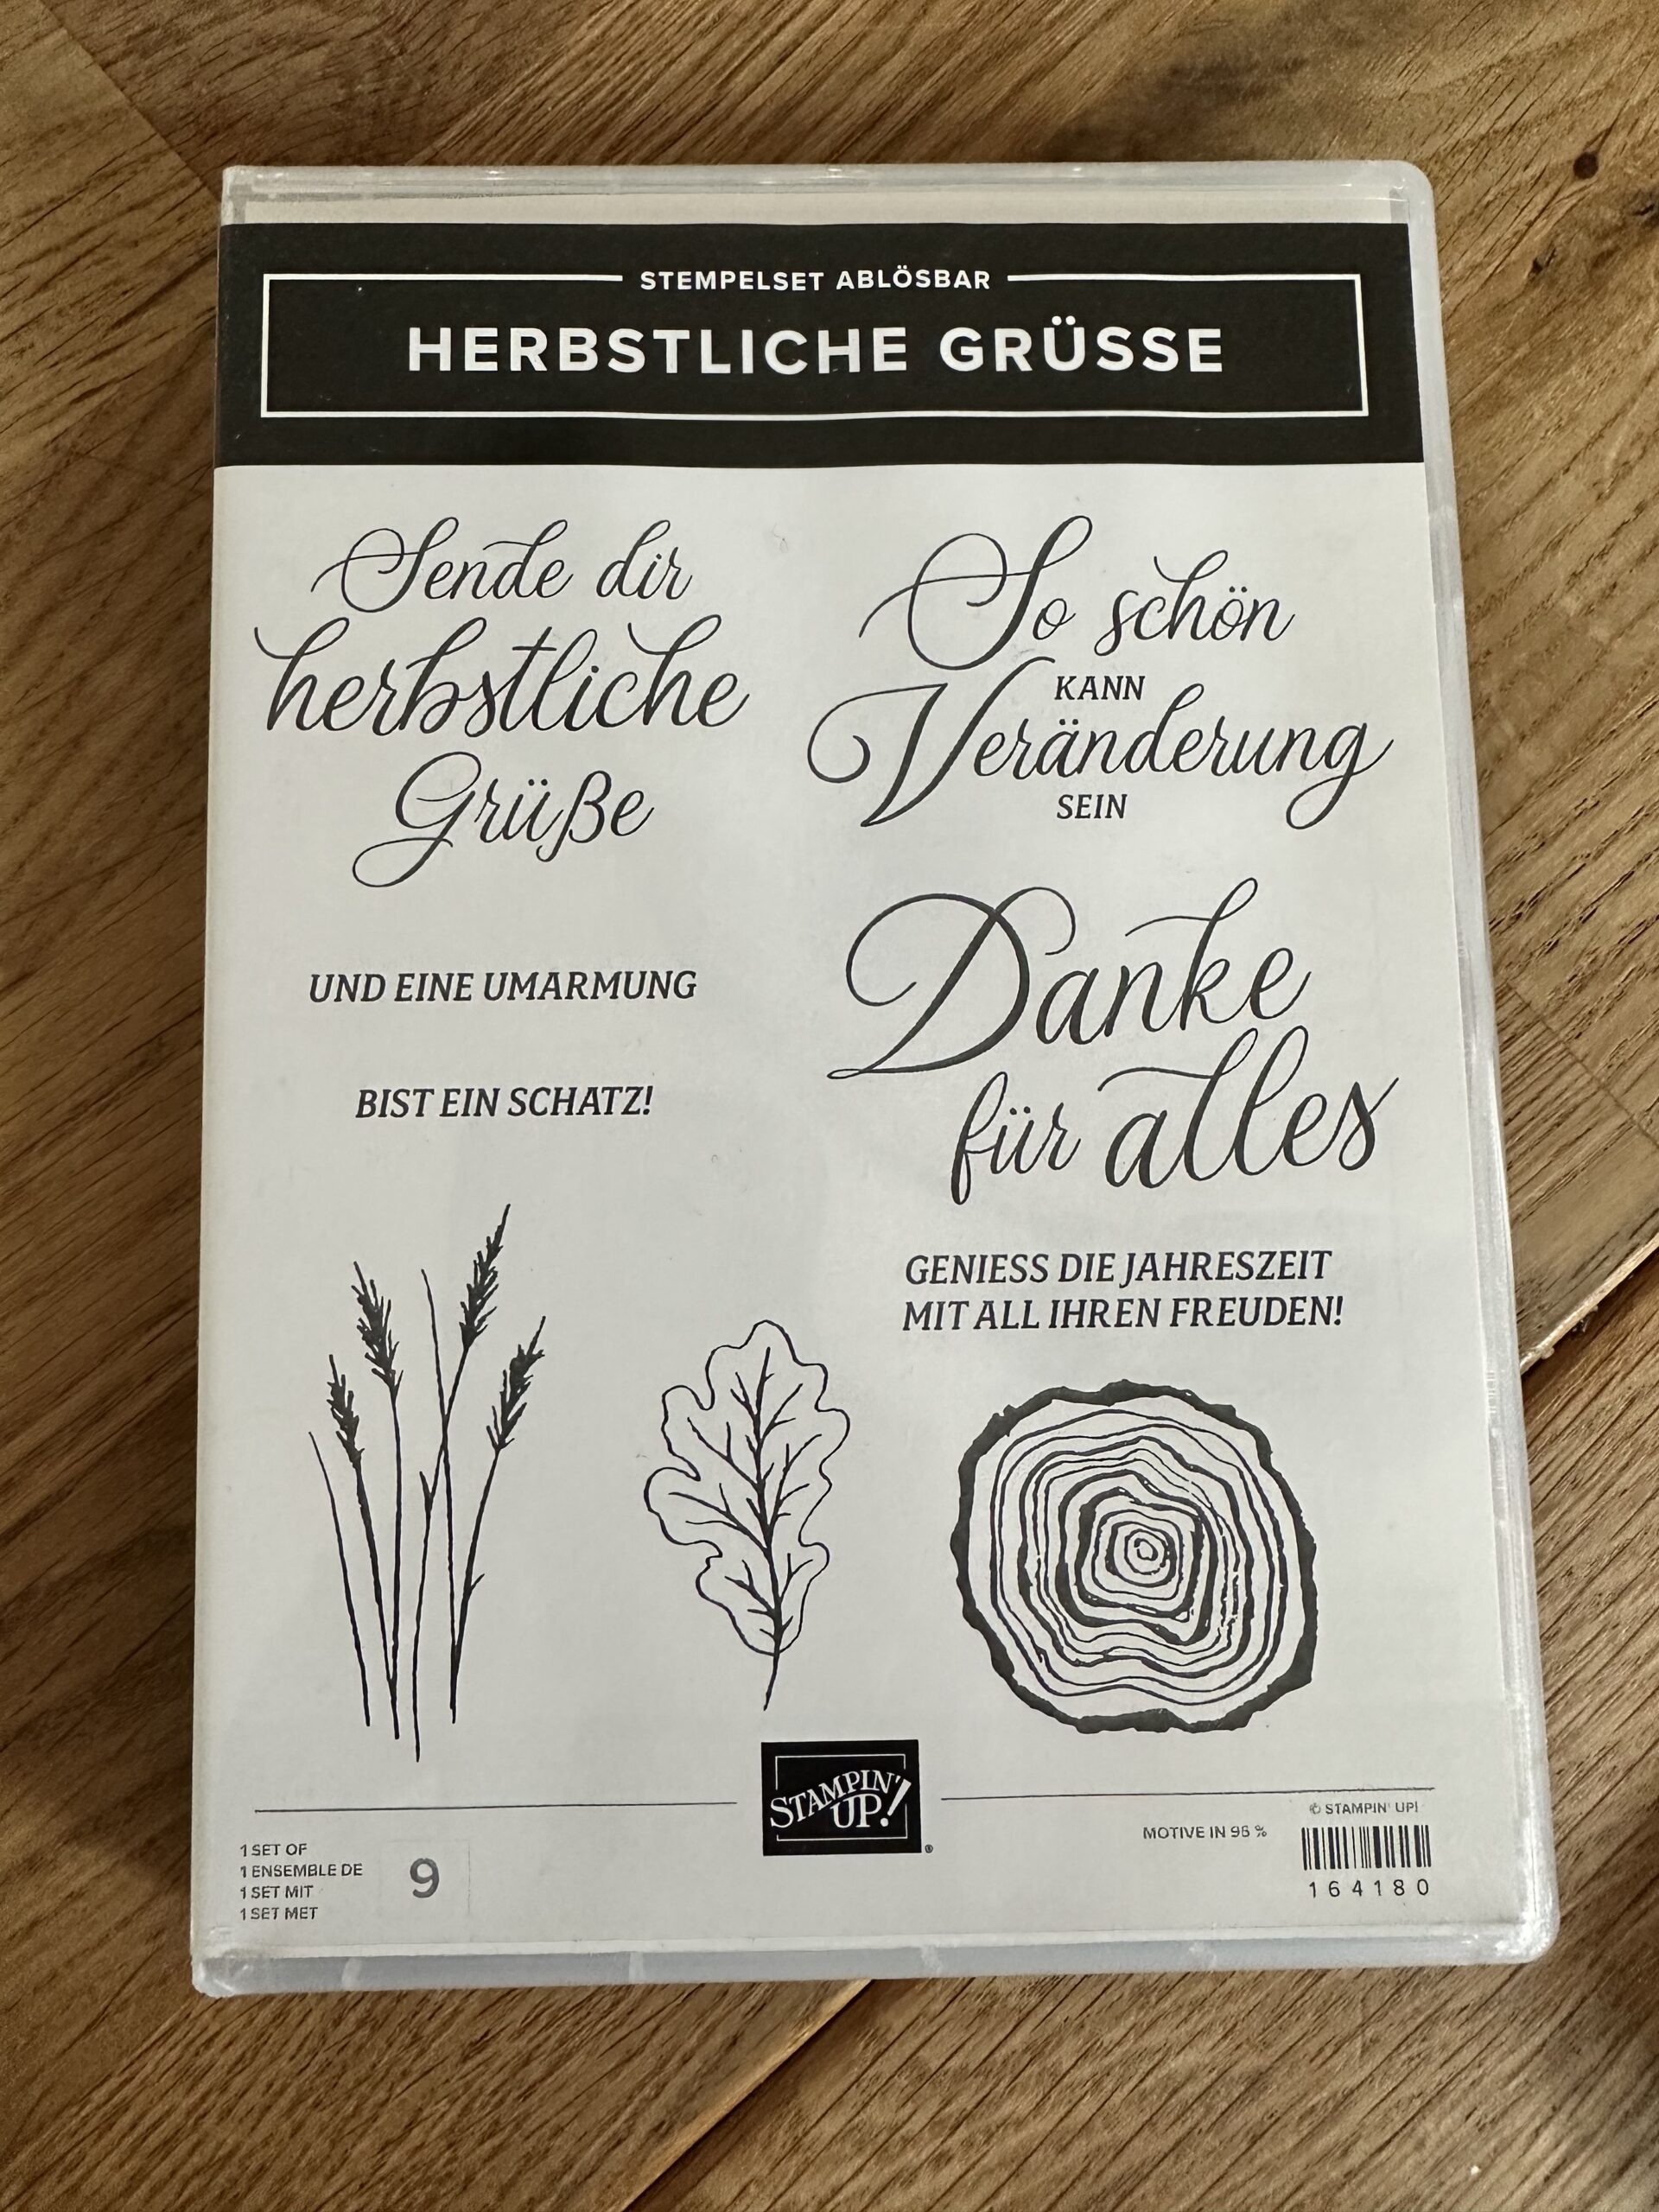 STEMPELSET ABLÖSBAR
HERBSTLICHE GRÜSSE
Sende dir
herbstliche
Grüße
So schön
KANN
Veränderung
SEIN
UND EINE UMARMUNG
BIST EIN SCHATZ!
Danke
für alles
GENIESS DIE JAHRESZEIT
MIT ALL IHREN FREUDEN!
STAMPIN'
UP!
®
1 SET OF
1 ENSEMBLE DE
1 SET MIT
1 SET MET
9
MOTIVE IN 96 %
© STAMPIN' UP!
164180